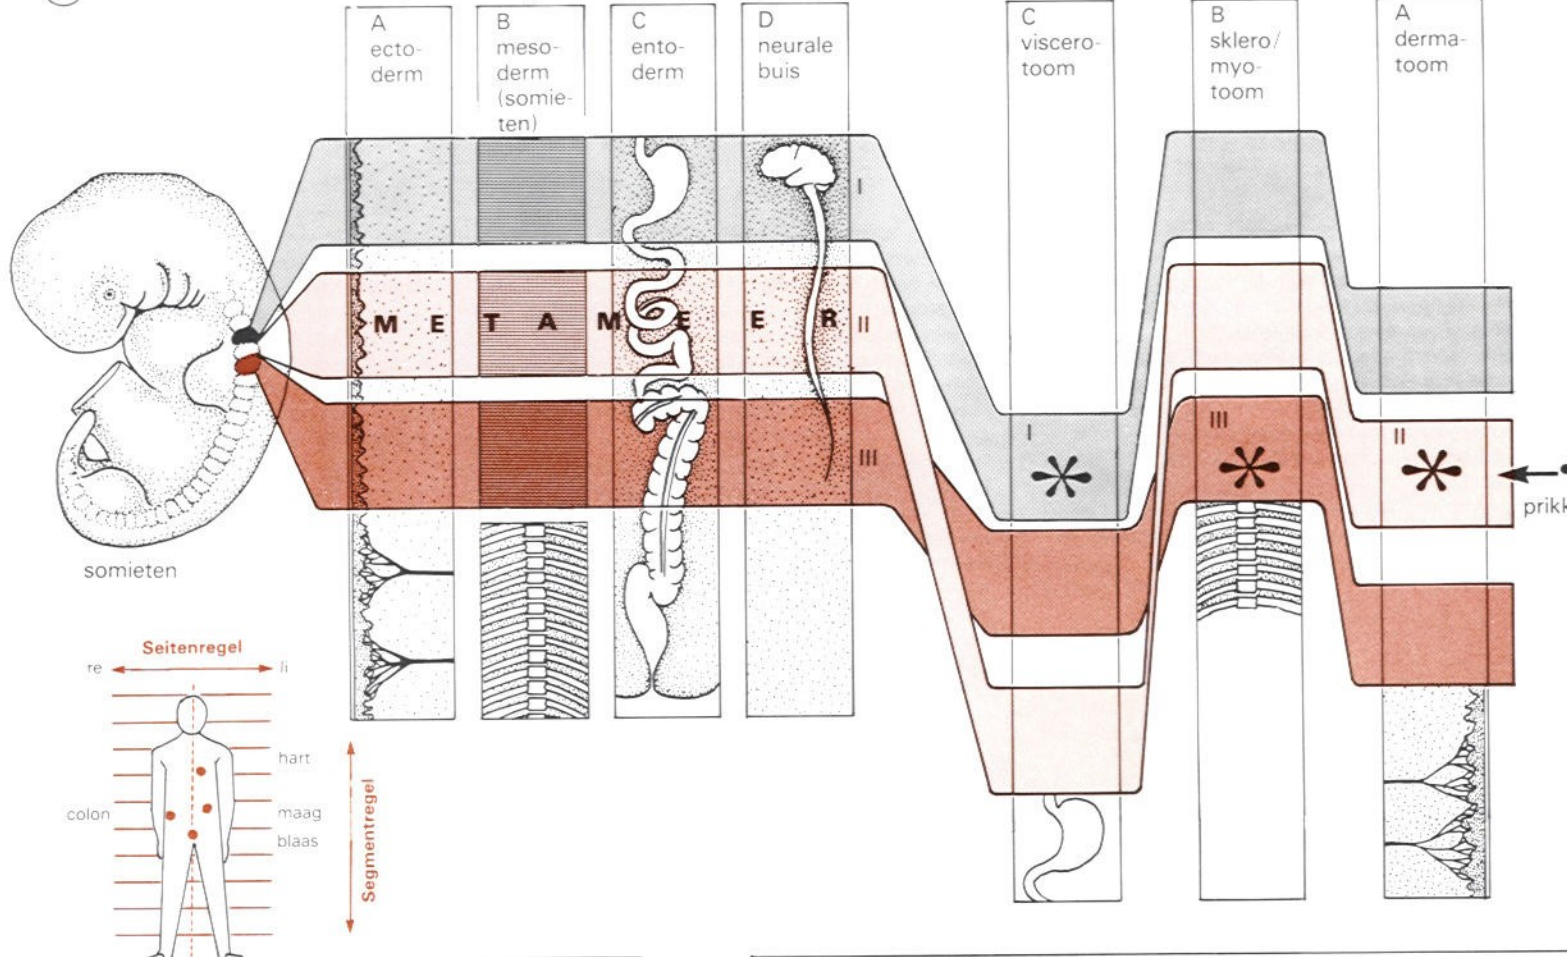 A
ecto-
derm
B
meso-
derm
(somie-
ten)
C
ento-
derm
D
neurale
buis
C
viscero-
toom
B
sklero/
myo-
toom
A
derma-
toom
I
II
III
METAMEER
I
III
II
prikk
somieten
Seitenregel
re
li
hart
colon
maag
blaas
Segmentregel